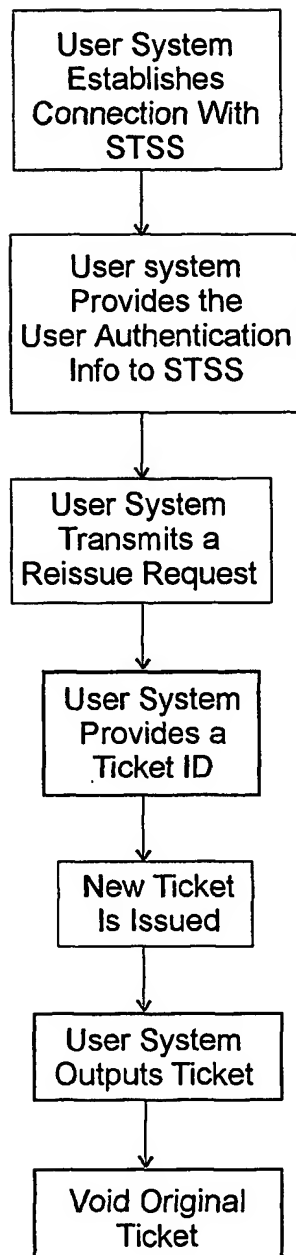 User System
Establishes
Connection With
STSS
User system
Provides the
User Authentication
Info to STSS
User System
Transmits a
Reissue Request
User System
Provides a
Ticket ID
New Ticket
Is Issued
User System
Outputs Ticket
Void Original
Ticket